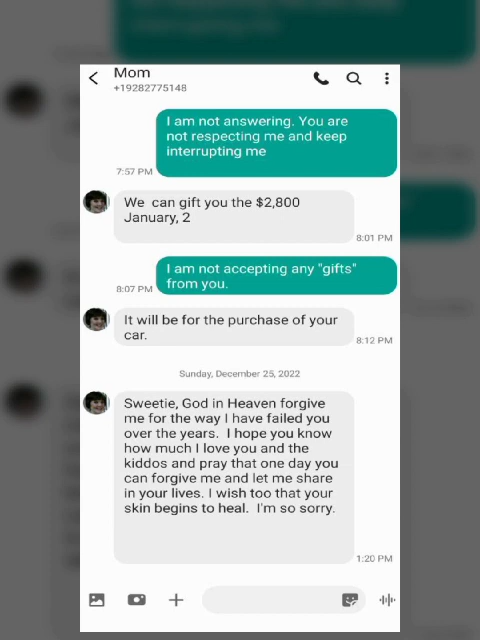 Mom
+19282775148
I am not answering. You are
not respecting me and keep
interrupting me
7:57 PM
We can gift you the $2,800
January, 2
8:01 PM
I am not accepting any "gifts"
from you.
8:07 PM
It will be for the purchase of your
car.
8:12 PM
Sunday, December 25, 2022
Sweetie, God in Heaven forgive
me for the way I have failed you
over the years. I hope you know
how much I love you and the
kiddos and pray that one day you
can forgive me and let me share
in your lives. I wish too that your
skin begins to heal. I'm so sorry.
1:20 PM